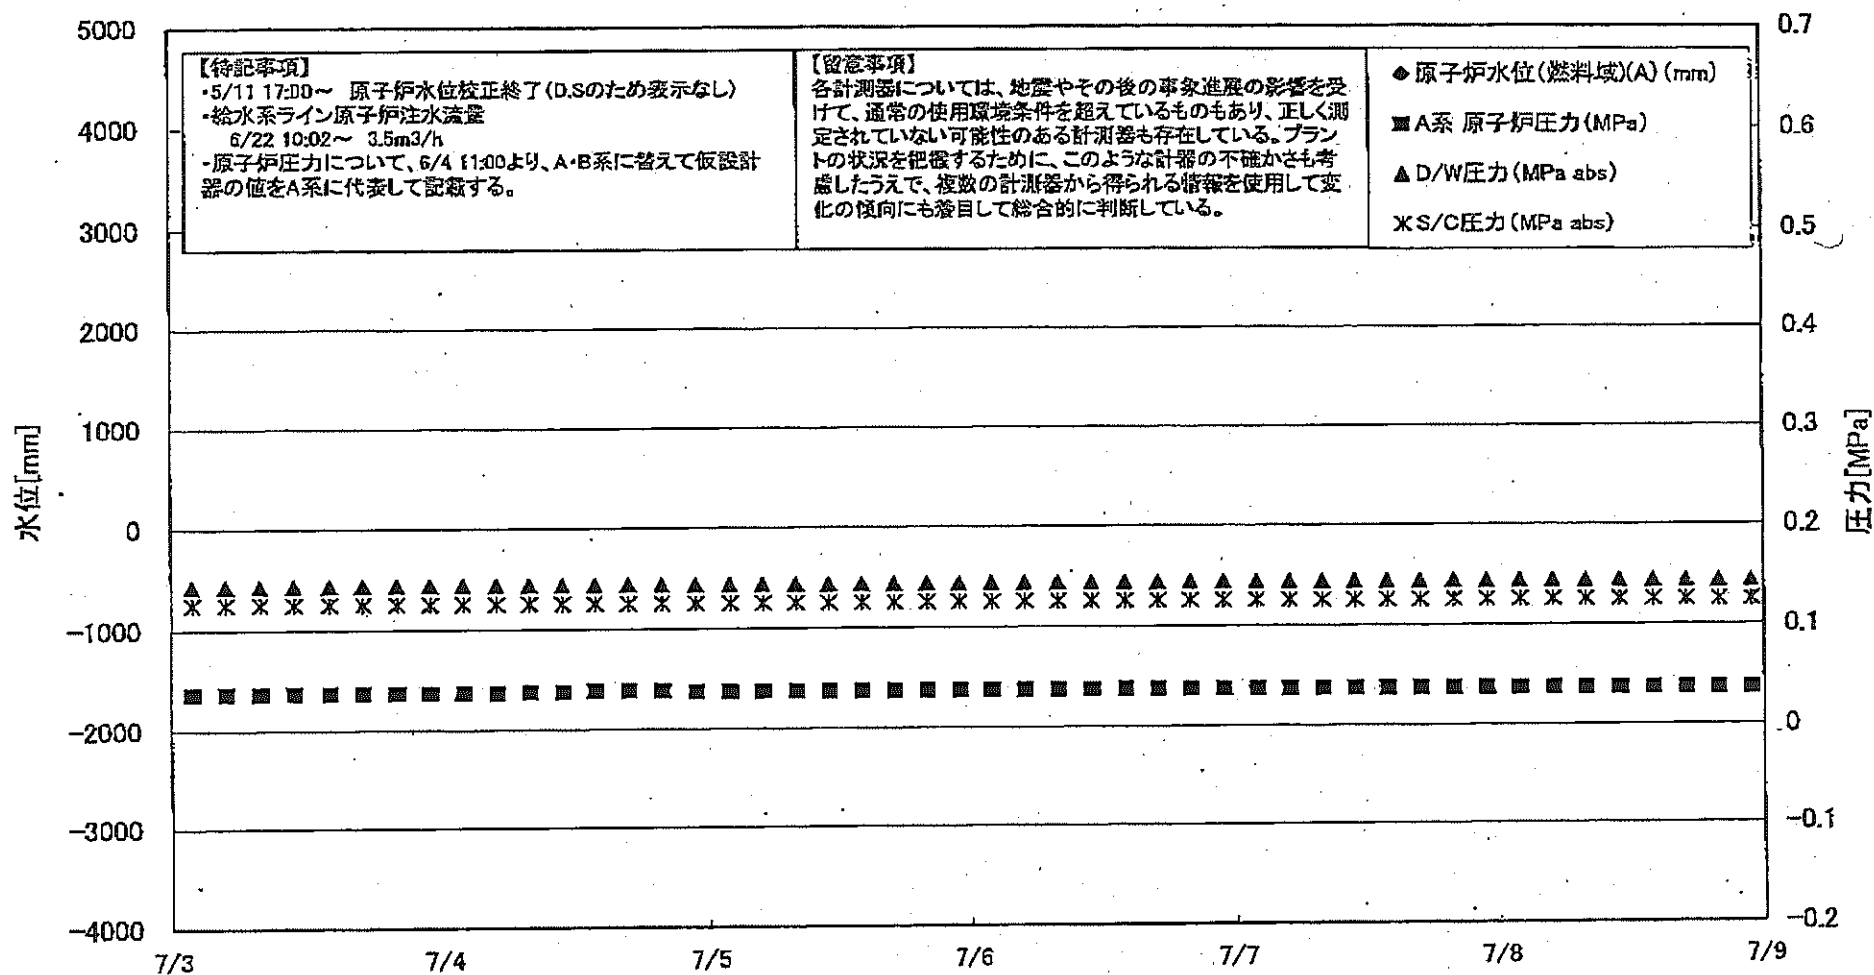 5000
4000
3000
2000
1000
0
-1000
-2000
-3000
-4000
水位[mm]
【特記事項】
・5/11 17:00～ 原子炉水位校正終了(D.Sのため表示なし)
・給水系ライン原子炉注水流量
6/22 10:02～ 3.5m3/h
・原子炉圧力について、6/4 11:00より、A・B系に替えて仮設計
器の値をA系に代表して記載する。
【留意事項】
各計測器については、地震やその後の事象進展の影響を受
けて、通常の使用環境条件を超えているものもあり、正しく測
定されていない可能性のある計測器も存在している。プラン
トの状況を把握するために、このような計器の不確かさも考
慮したうえで、複数の計測器から得られる情報を使用して変
化の傾向にも着目して総合的に判断している。
原子炉水位(燃料域)(A)(mm)
A系 原子炉圧力(MPa)
D/W圧力(MPa abs)
S/C圧力(MPa abs)
0.7
0.6
0.5
0.4
0.3
0.2
0.1
0
-0.1
-0.2
圧力[MPa]
7/3
7/4
7/5
7/6
7/7
7/8
7/9